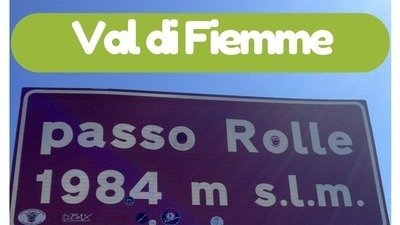 Val di Fiemme
passo Rolle
1984 m s.l.m.